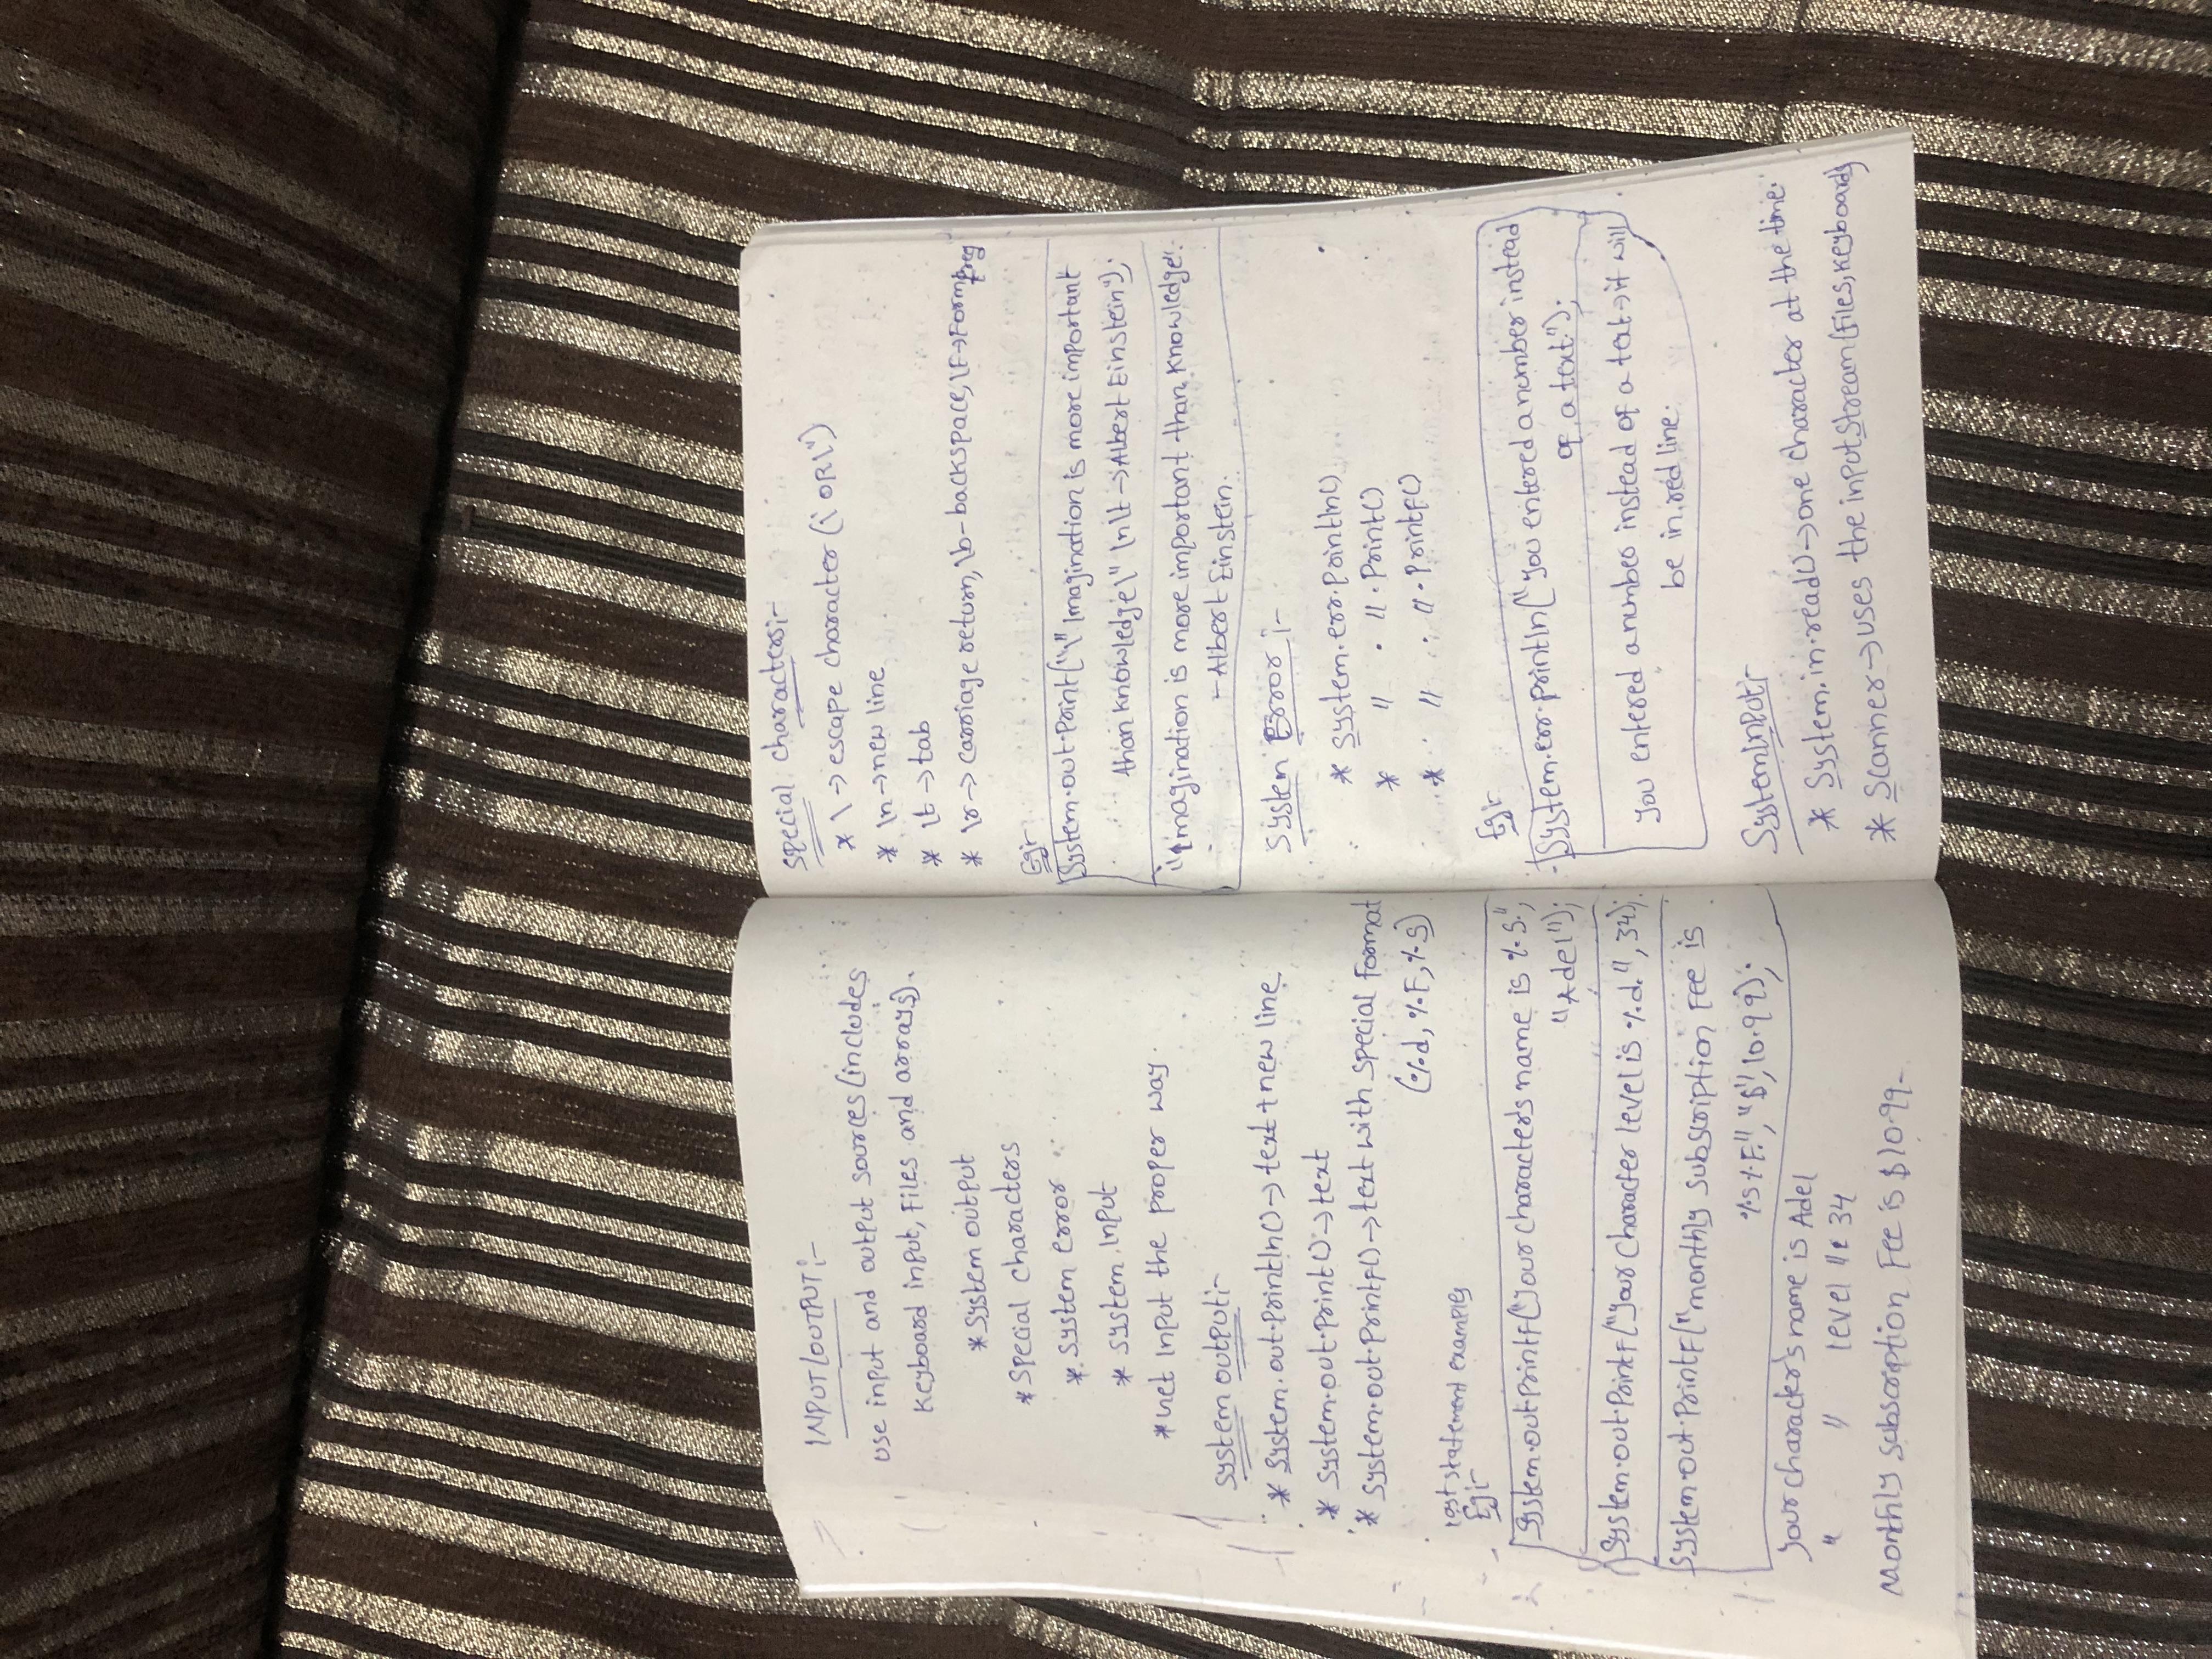 INPUT/OUTPUT:-
use input and output sources (includes
keyboard input, files and arrays).
* System output
* Special characters
* System error
* System Input
* Get Input the proper way.
System output:-
* System.out.println() → text + new line
* System.out.print() → text
* System.out.printf() → text with special format
(%d, %f, %s)
last statement examples
Eg:-
System.out.printf("Your character's name is %s.",
"Adel");
System.out.printf("Your character level is %d.", 34);
System.out.printf("monthly subscription fee is
%s%f.", "$", 10.99);
Your character's name is Adel
" " level " 34
Monthly subscription Fee is $10.99-
Special characters:-
* \ → escape character (\' OR \")
* \n → new line
* \t → tab
* \r → carriage return, \b - backspace, \f → Form
Eg:-
System.out.print("\" Imagination is more important
than knowledge\" \n\t → Albert Einstein");
"Imagination is more important than knowledge".
- Albert Einstein.
System Error :-
* System.err.println()
* " . ".print()
* " . ".printf()
Eg:-
System.err.println("You entered a number instead
of a text.");
You entered a number instead of a text → it will
be in red line.
System Input:-
* System.in.read() → one character at the time.
* Scanner → uses the input Stream (files, keyboard)